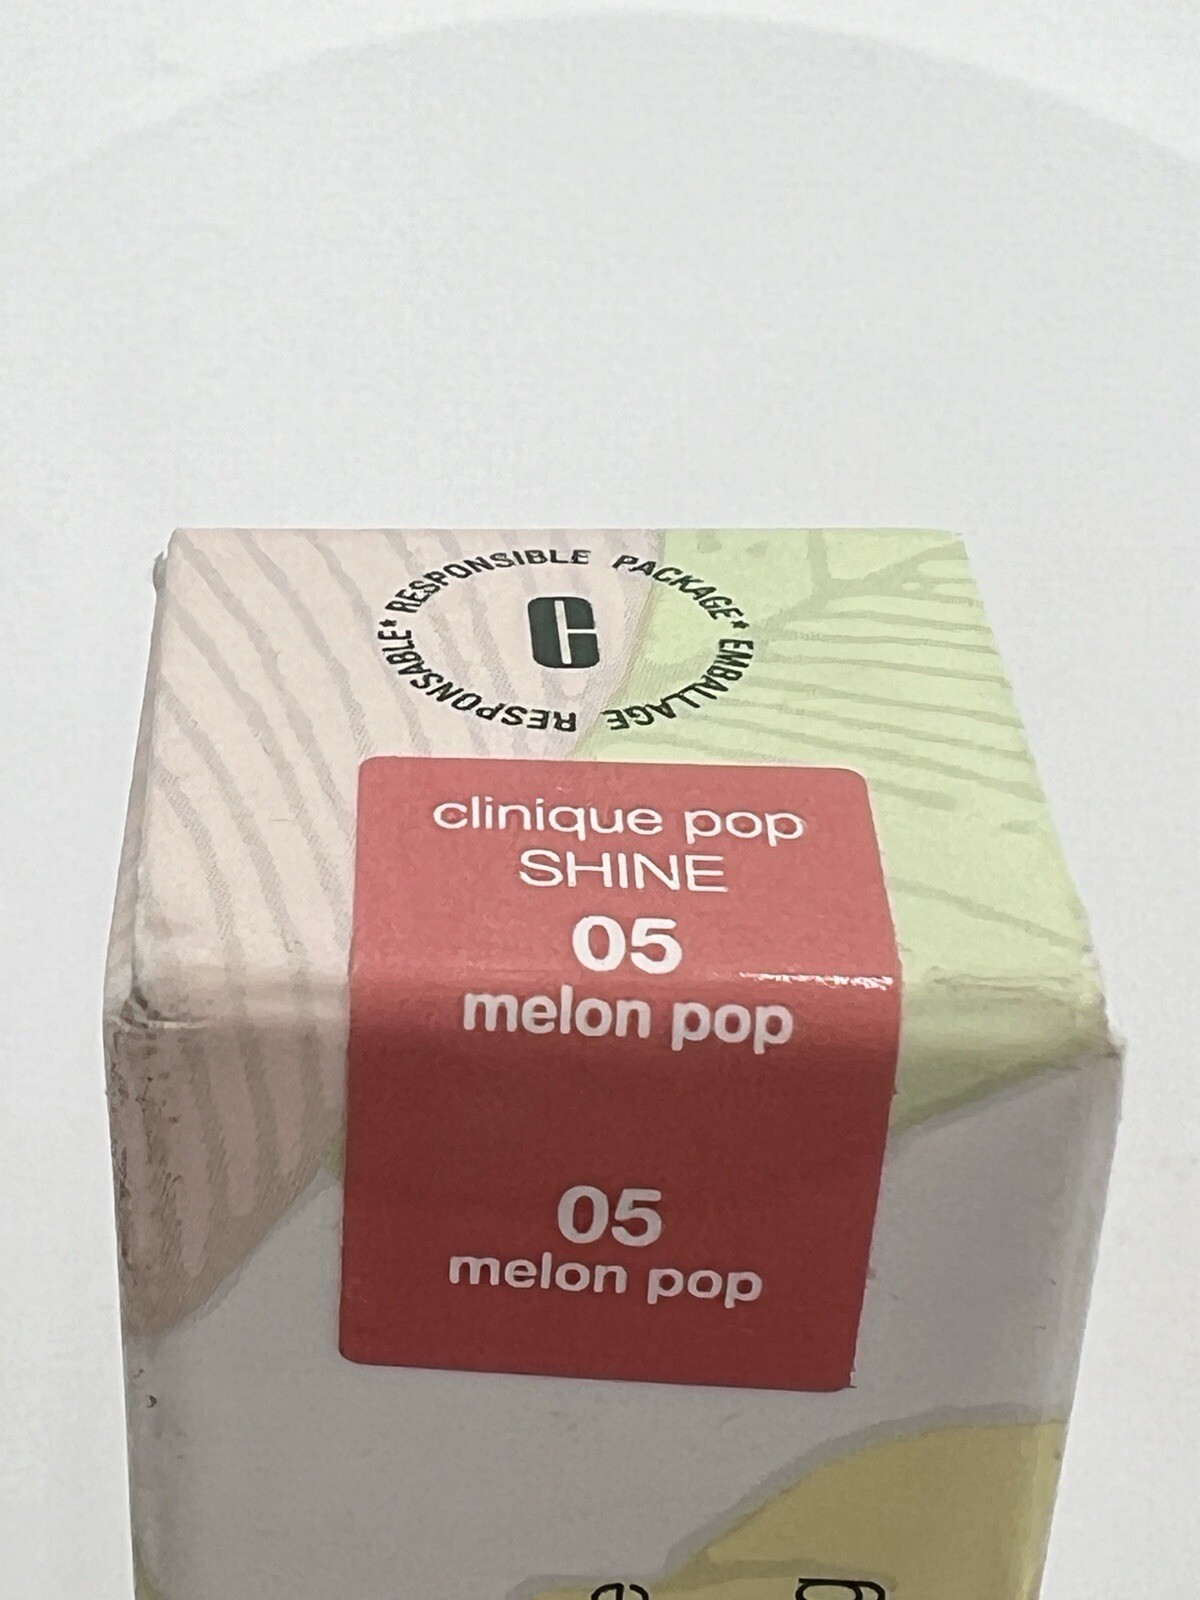 RESPONSIBLE PACKAGE* EMBALLAGE RESPONSABLE*
C
clinique pop
SHINE
05
melon pop
05
melon pop